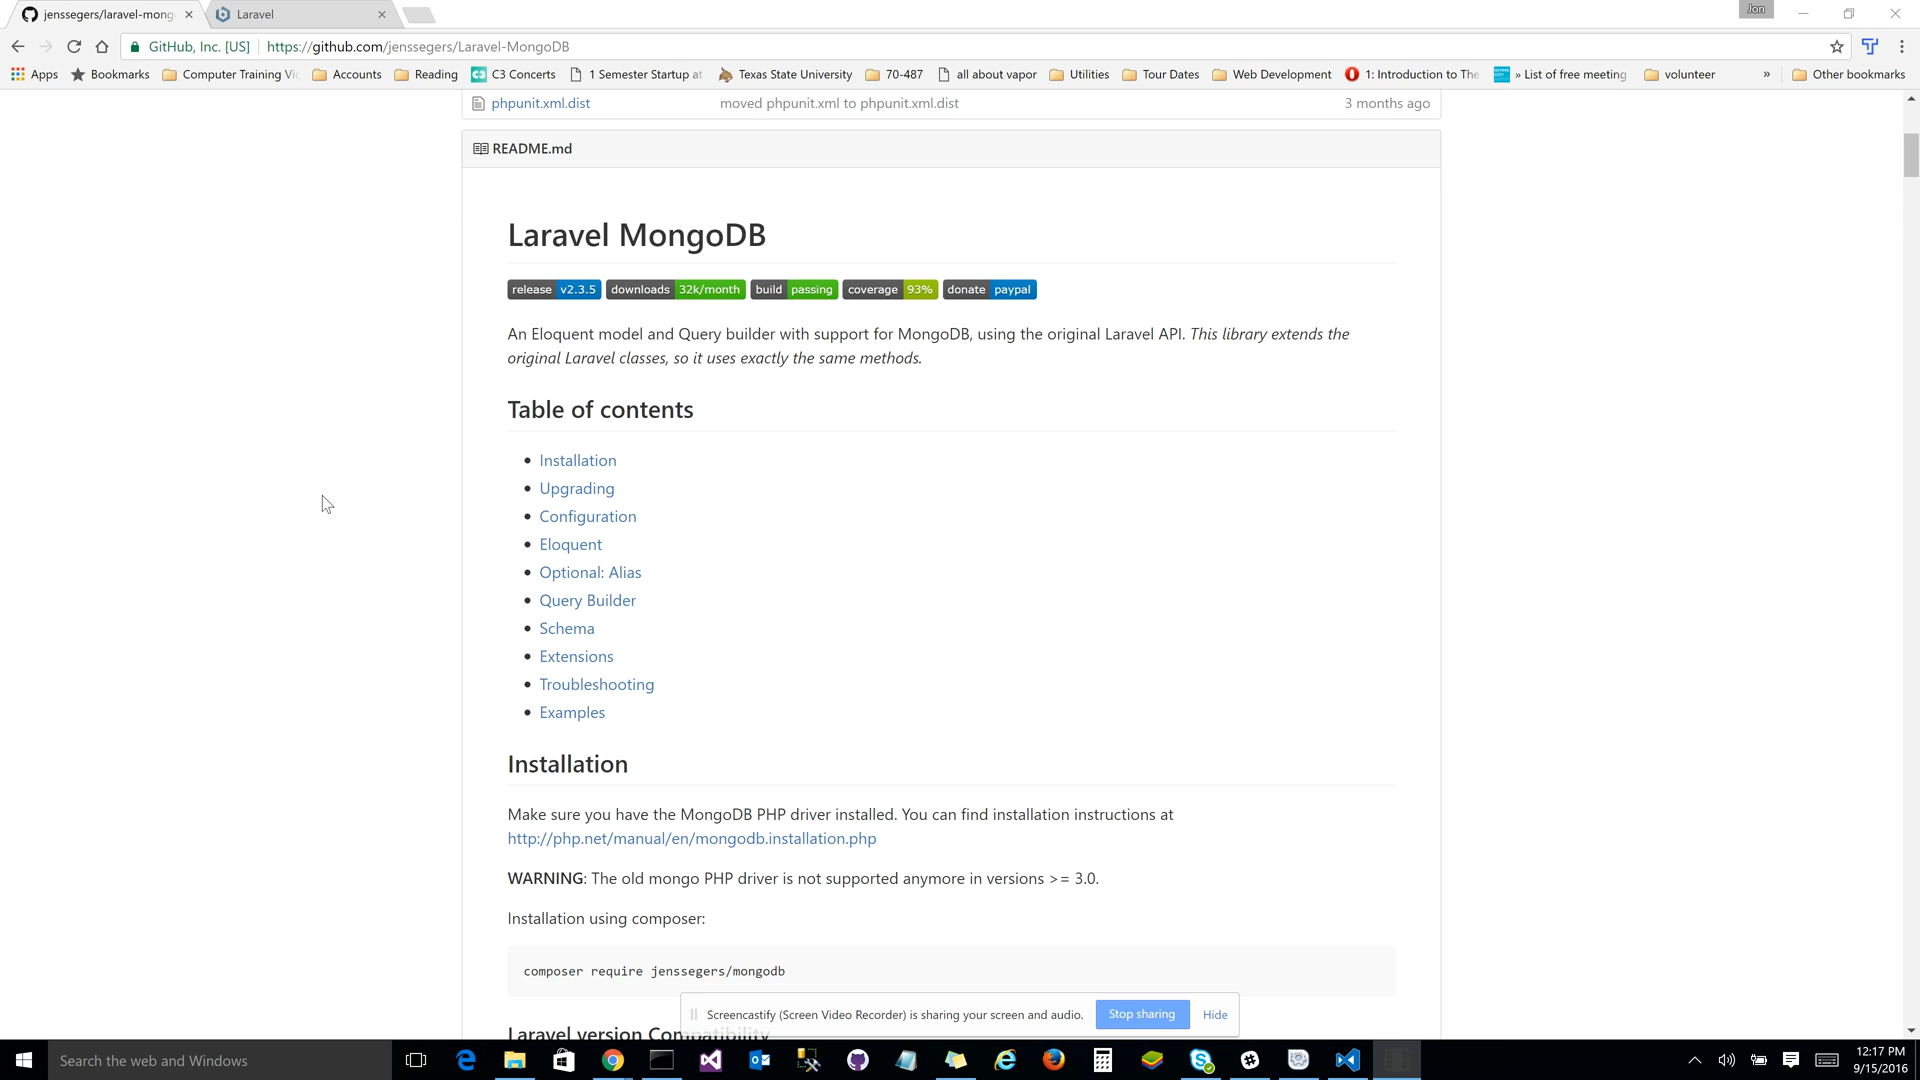 jenssegers/laravel-mong
Laravel
Jon
GitHub, Inc. [US] https://github.com/jenssegers/Laravel-MongoDB
Apps Bookmarks Computer Training Vi Accounts Reading C3 Concerts 1 Semester Startup at Texas State University 70-487 all about vapor Utilities Tour Dates Web Development 1: Introduction to The » List of free meeting volunteer » Other bookmarks
phpunit.xml.dist moved phpunit.xml to phpunit.xml.dist 3 months ago
README.md
Laravel MongoDB
release v2.3.5 downloads 32k/month build passing coverage 93% donate paypal
An Eloquent model and Query builder with support for MongoDB, using the original Laravel API. This library extends the
original Laravel classes, so it uses exactly the same methods.
Table of contents
Installation
Upgrading
Configuration
Eloquent
Optional: Alias
Query Builder
Schema
Extensions
Troubleshooting
Examples
Installation
Make sure you have the MongoDB PHP driver installed. You can find installation instructions at
http://php.net/manual/en/mongodb.installation.php
WARNING: The old mongo PHP driver is not supported anymore in versions >= 3.0.
Installation using composer:
composer require jenssegers/mongodb
Screencastify (Screen Video Recorder) is sharing your screen and audio. Stop sharing Hide
Laravel version Compatibility
Search the web and Windows
12:17 PM
9/15/2016